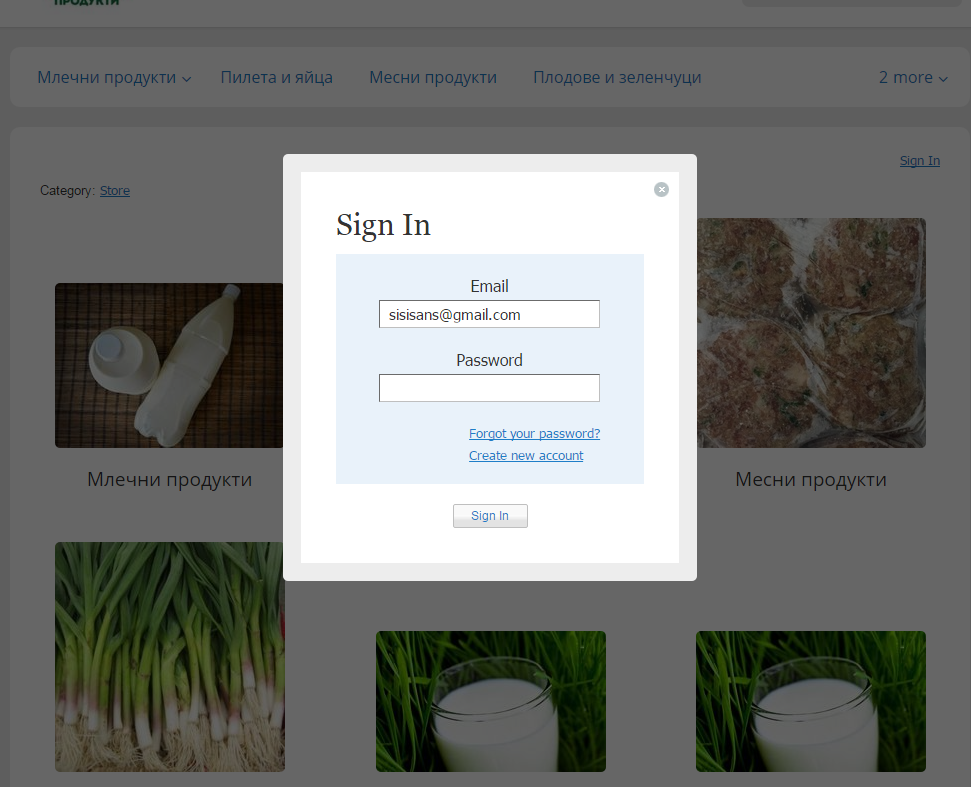 ПРОДУКТИ
Млечни продукти
Пилета и яйца
Месни продукти
Плодове и зеленчуци
2 more
Sign In
Category: Store
Sign In
Email
sisisans@gmail.com
Password
Forgot your password?
Create new account
Sign In
Млечни продукти
Месни продукти